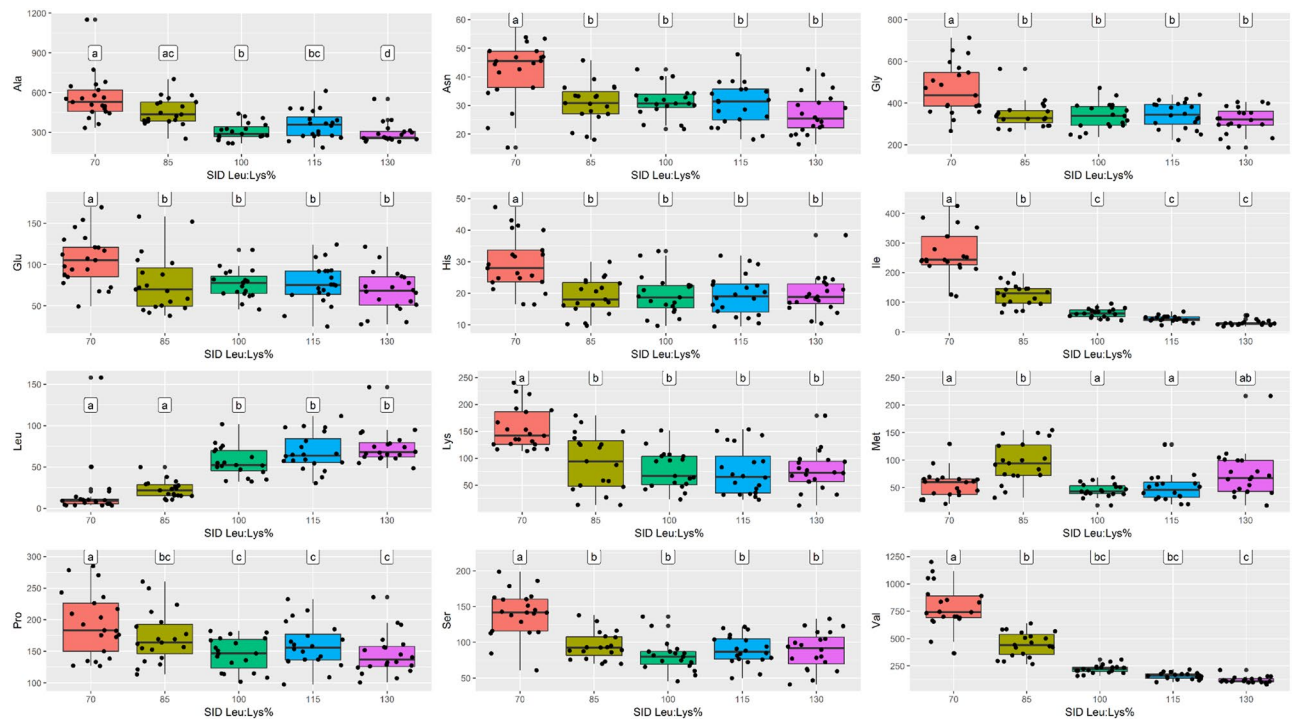 1200
900
600
300
Ala
a
ac
b
bc
d
70 85 100 115 130
SID Leu:Lys%
50
40
30
20
Asn
a
b
b
b
b
70 85 100 115 130
SID Leu:Lys%
800
600
400
200
Gly
a
b
b
b
b
70 85 100 115 130
SID Leu:Lys%
150
100
50
Glu
a
b
b
b
b
70 85 100 115 130
SID Leu:Lys%
50
40
30
20
10
His
a
b
b
b
b
70 85 100 115 130
SID Leu:Lys%
400
300
200
100
0
Ile
a
b
c
c
c
70 85 100 115 130
SID Leu:Lys%
150
100
50
0
Leu
a
a
b
b
b
70 85 100 115 130
SID Leu:Lys%
250
200
150
100
50
Lys
a
b
b
b
b
70 85 100 115 130
SID Leu:Lys%
250
200
150
100
50
Met
a
b
a
a
ab
70 85 100 115 130
SID Leu:Lys%
300
250
200
150
100
Pro
a
bc
c
c
c
70 85 100 115 130
SID Leu:Lys%
200
150
100
50
Ser
a
b
b
b
b
70 85 100 115 130
SID Leu:Lys%
1250
1000
750
500
250
Val
a
b
bc
bc
c
70 85 100 115 130
SID Leu:Lys%